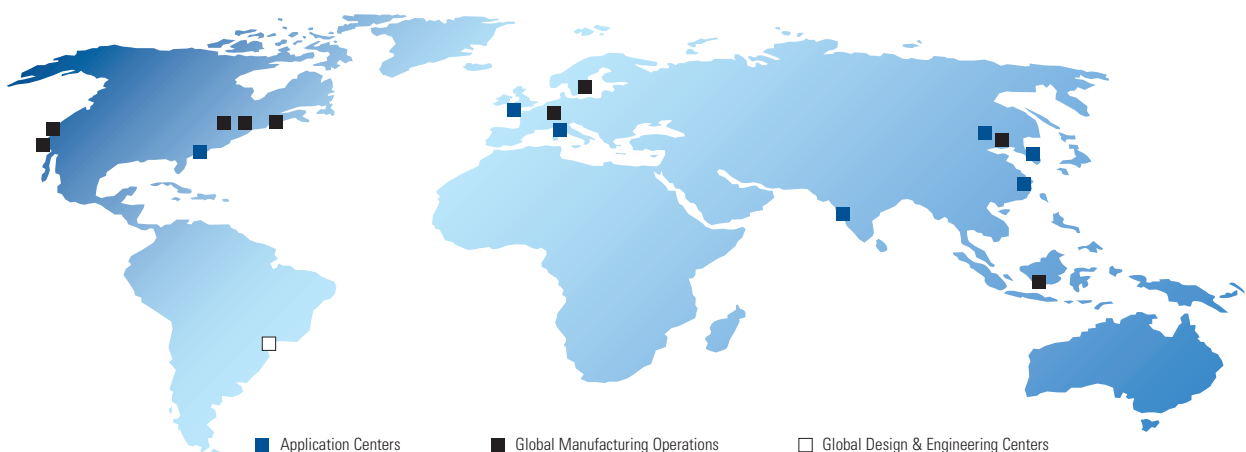 Application Centers
Global Manufacturing Operations
Global Design & Engineering Centers